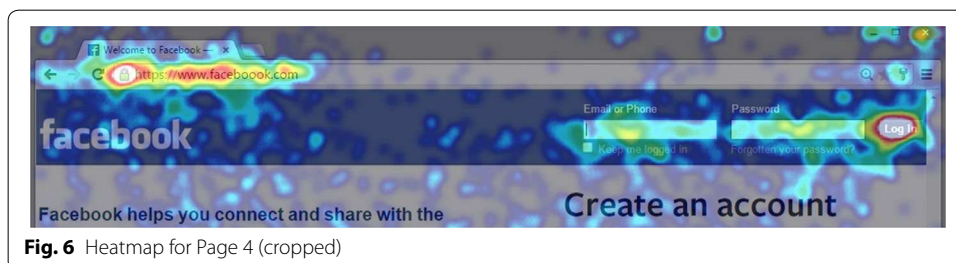 Welcome to Facebook —
https://www.faceboook.com
Email or Phone
Password
facebook
Log In
Keep me logged in
Forgotten your password?
Create an account
Facebook helps you connect and share with the
Fig. 6 Heatmap for Page 4 (cropped)